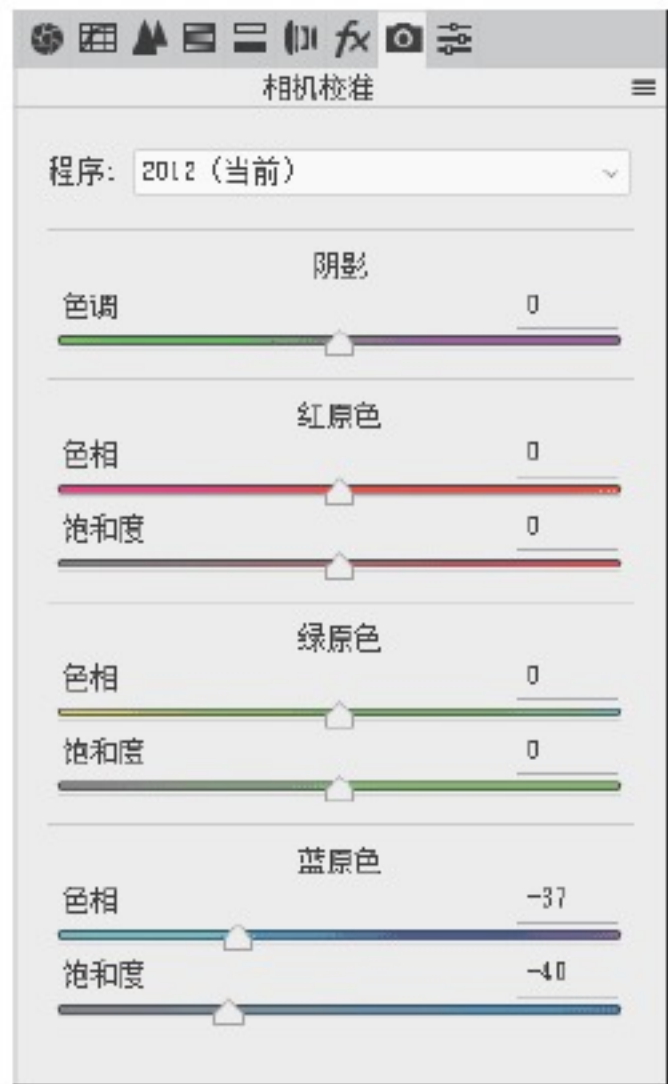 fx
相机校准
程序: 2012 (当前)
阴影
色调 0
红原色
色相 0
饱和度 0
绿原色
色相 0
饱和度 0
蓝原色
色相 -37
饱和度 -40